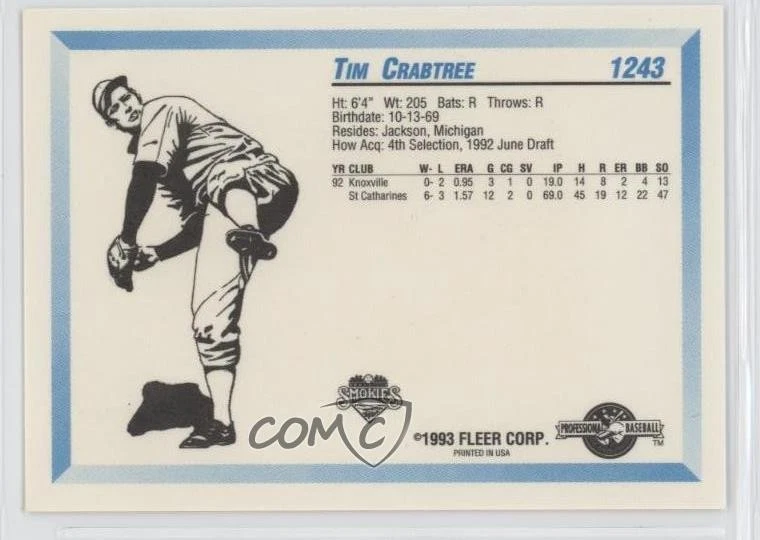 TIM CRABTREE 1243
Ht: 6'4" Wt: 205 Bats: R Throws: R
Birthdate: 10-13-69
Resides: Jackson, Michigan
How Acq: 4th Selection, 1992 June Draft
YR CLUB W- L ERA G CG SV IP H R ER BB SO
92 Knoxville 0- 2 0.95 3 1 0 19.0 14 8 2 4 13
St Catharines 6- 3 1.57 12 2 0 69.0 45 19 12 22 47
SMOKIES
COMC
©1993 FLEER CORP.
PRINTED IN USA
PROFESSIONAL BASEBALL
TM